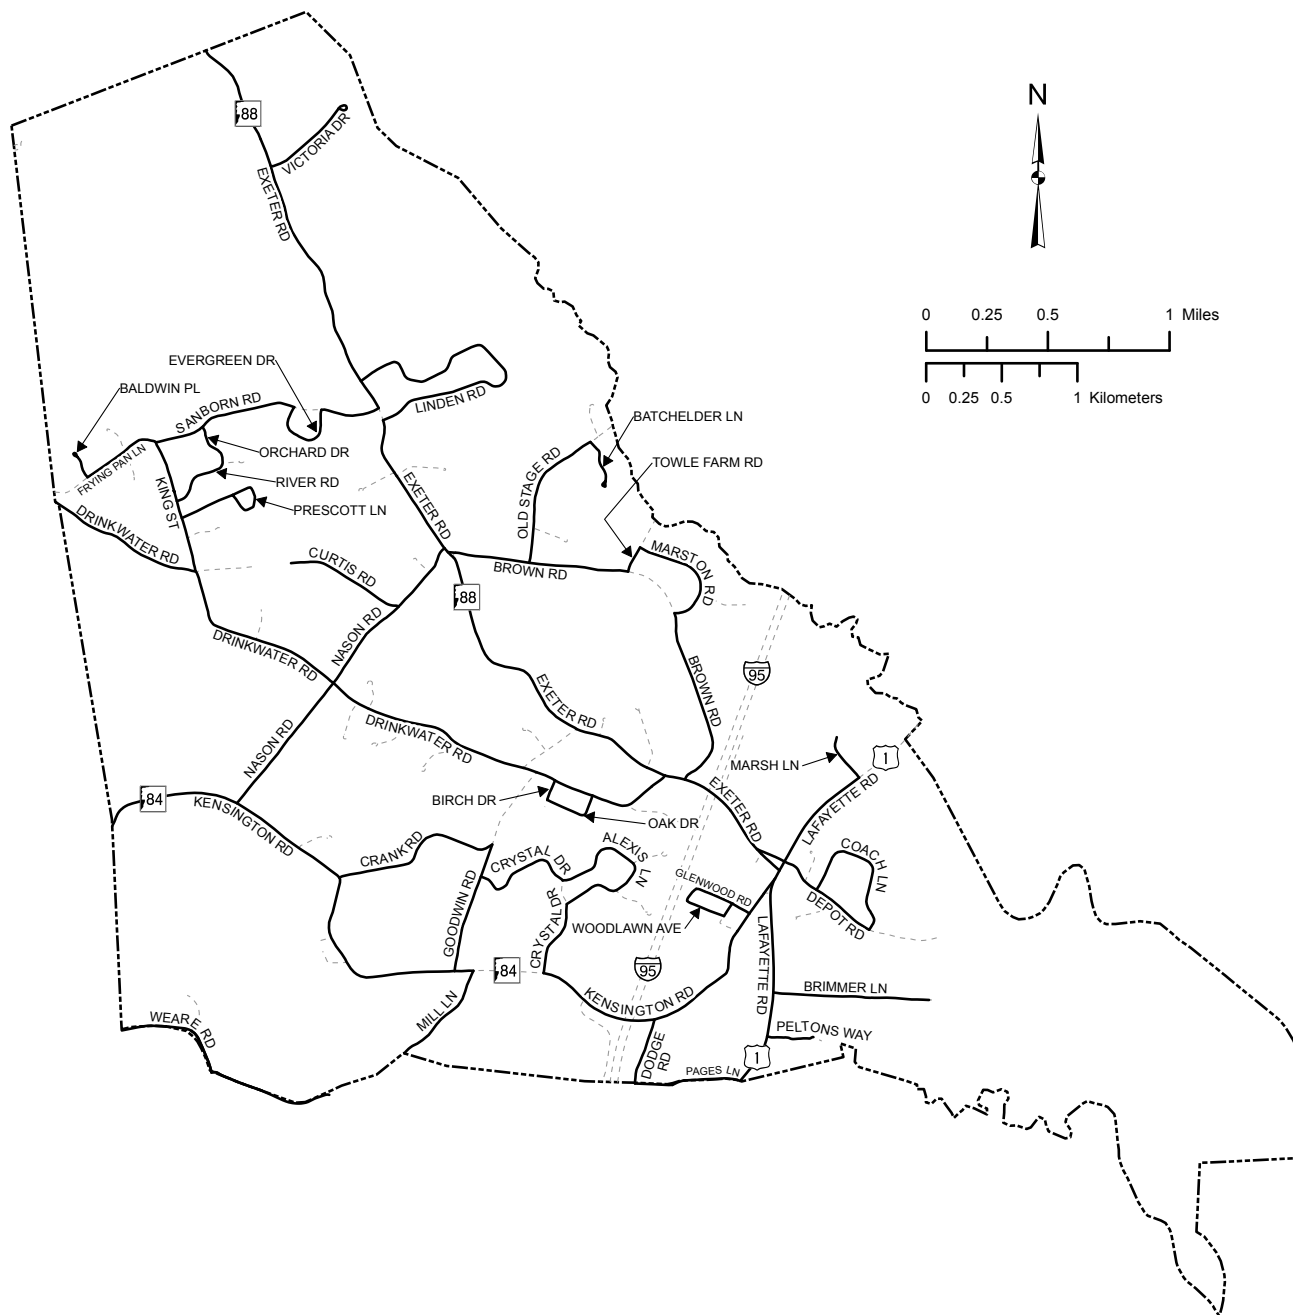 N
88
VICTORIA DR
EXETER RD
0 0.25 0.5 1 Miles
0 0.25 0.5 1 Kilometers
EVERGREEN DR
BALDWIN PL
SANBORN RD
LINDEN RD
BATCHELDER LN
FRYING PAN LN
ORCHARD DR
OLD STAGE RD
TOWLE FARM RD
KING ST
RIVER RD
EXETER RD
PRESCOTT LN
DRINKWATER RD
CURTIS RD
BROWN RD
MARSTON RD
88
NASON RD
DRINKWATER RD
95
BROWN RD
EXETER RD
DRINKWATER RD
NASON RD
MARSH LN
1
84
KENSINGTON RD
BIRCH DR
OAK DR
EXETER RD
LAFAYETTE RD
CRANK RD
CRYSTAL DR
ALEXIS LN
COACH LN
GLENWOOD RD
GOODWIN RD
CRYSTAL DR
WOODLAWN AVE
DEPOT RD
LAFAYETTE RD
84
95
KENSINGTON RD
BRIMMER LN
MILL LN
WEARE RD
DODGE RD
PELTONS WAY
1
PAGES LN